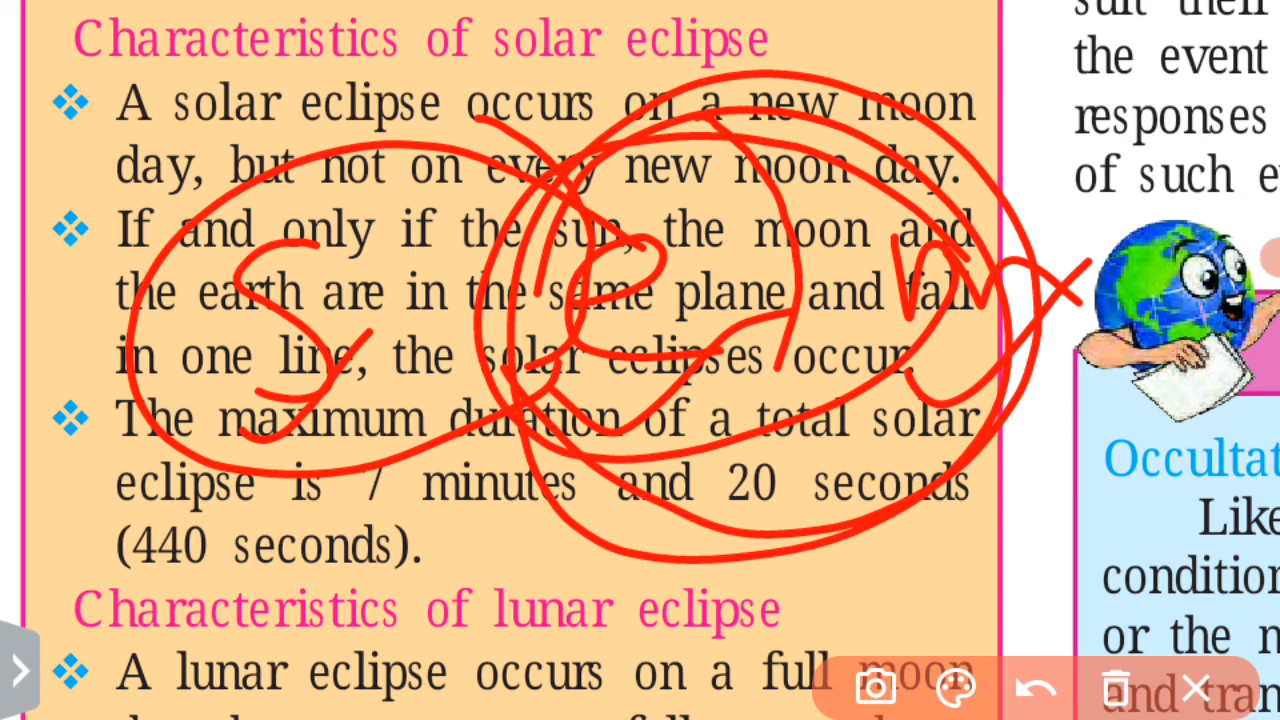 Characteristics of solar eclipse
A solar eclipse occurs on a new moon
day, but not on every new moon day.
If and only if the sun, the moon and
the earth are in the same plane and fall
in one line, the solar eclipses occur.
The maximum duration of a total solar
eclipse is 7 minutes and 20 seconds
(440 seconds).
Characteristics of lunar eclipse
A lunar eclipse occurs on a full moon
suit their
the event
responses
of such
Occultat
Like
condition
or the
and tran
S
e